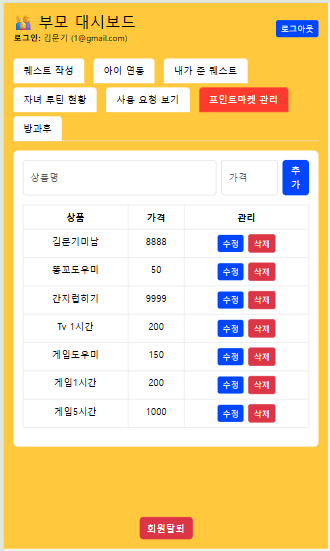 부모 대시보드
로그인: 김문기 (1@gmail.com)
로그아웃
퀘스트 작성 아이 연동 내가 준 퀘스트
자녀 루틴 현황 사용 요청 보기 포인트마켓 관리
방과후
상품명 가격 추가
상품 가격 관리
김문기미남 8888 수정 삭제
똥꼬도우미 50 수정 삭제
간지럽히기 9999 수정 삭제
Tv 1시간 200 수정 삭제
게임도우미 150 수정 삭제
게임1시간 200 수정 삭제
게임5시간 1000 수정 삭제
회원탈퇴